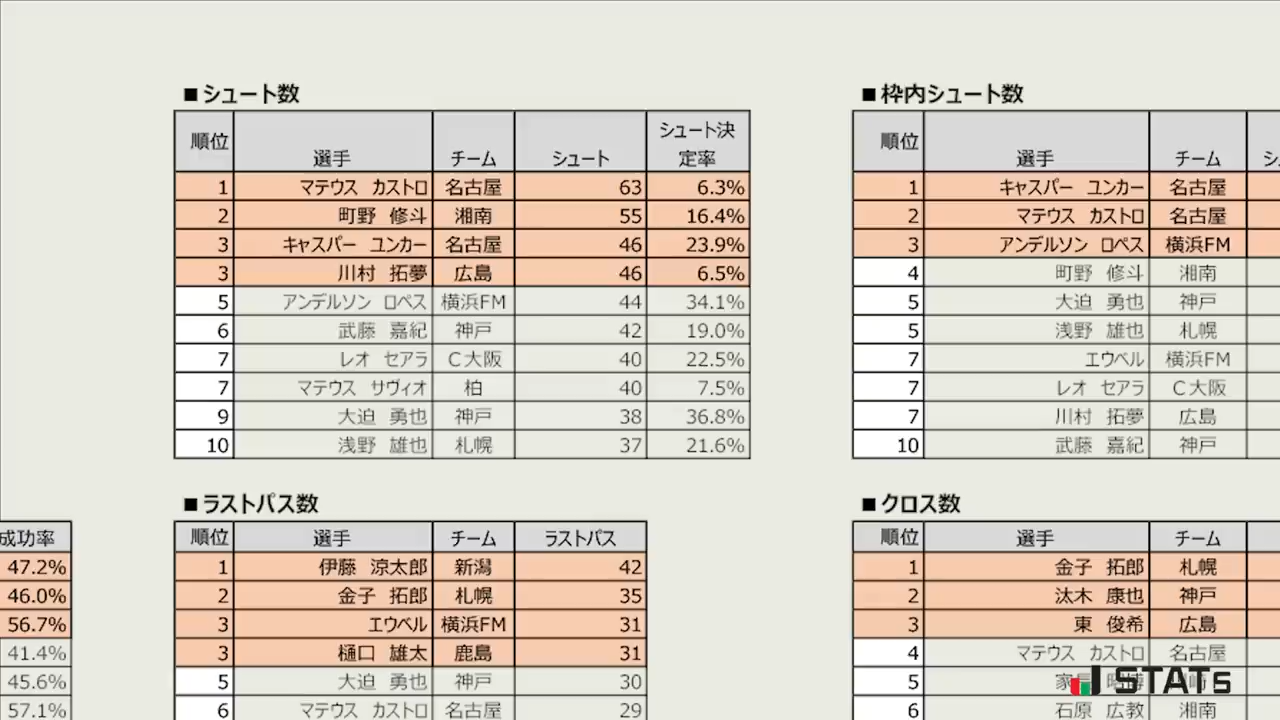 ■シュート数
順位 選手 チーム シュート シュート決定率
1 マテウス カストロ 名古屋 63 6.3%
2 町野 修斗 湘南 55 16.4%
3 キャスパー ユンカー 名古屋 46 23.9%
3 川村 拓夢 広島 46 6.5%
5 アンデルソン ロペス 横浜FM 44 34.1%
6 武藤 嘉紀 神戸 42 19.0%
7 レオ セアラ C大阪 40 22.5%
7 マテウス サヴィオ 柏 40 7.5%
9 大迫 勇也 神戸 38 36.8%
10 浅野 雄也 札幌 37 21.6%
■枠内シュート数
順位 選手 チーム
1 キャスパー ユンカー 名古屋
2 マテウス カストロ 名古屋
3 アンデルソン ロペス 横浜FM
4 町野 修斗 湘南
5 大迫 勇也 神戸
5 浅野 雄也 札幌
7 エウベル 横浜FM
7 レオ セアラ C大阪
7 川村 拓夢 広島
10 武藤 嘉紀 神戸
成功率
47.2%
46.0%
56.7%
41.4%
45.6%
57.1%
■ラストパス数
順位 選手 チーム ラストパス
1 伊藤 涼太郎 新潟 42
2 金子 拓郎 札幌 35
3 エウベル 横浜FM 31
3 樋口 雄太 鹿島 31
5 大迫 勇也 神戸 30
6 マテウス カストロ 名古屋 29
■クロス数
順位 選手 チーム
1 金子 拓郎 札幌
2 汰木 康也 神戸
3 東 俊希 広島
4 マテウス カストロ 名古屋
5
6 石原 広教 湘南
J STATS